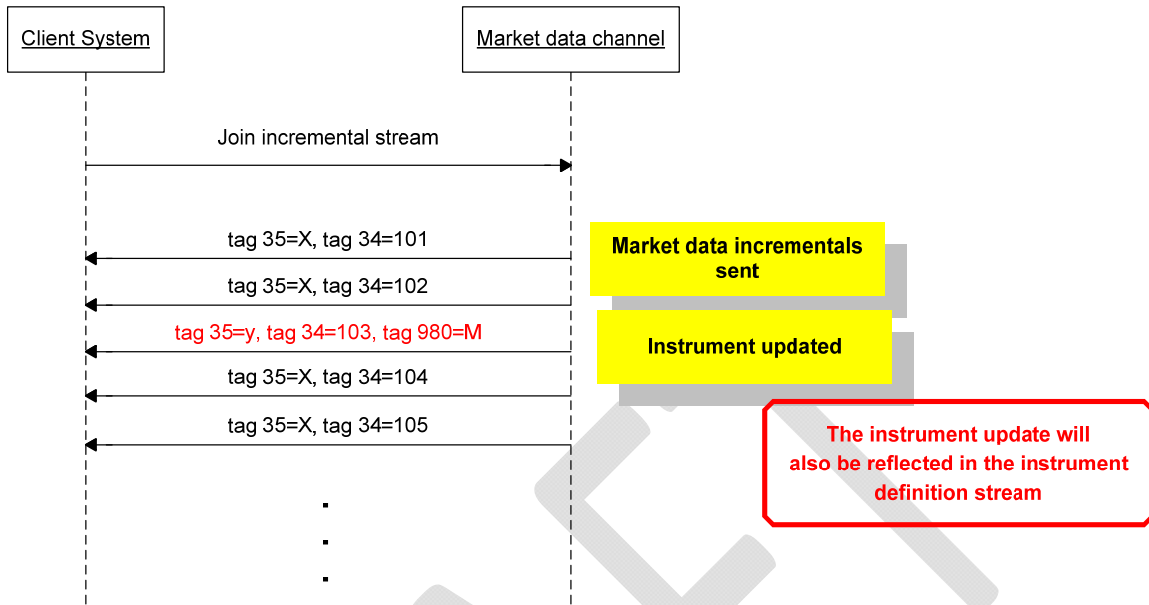 Client System
Market data channel
Join incremental stream
tag 35=X, tag 34=101
Market data incrementals
sent
tag 35=X, tag 34=102
tag 35=y, tag 34=103, tag 980=M
Instrument updated
tag 35=X, tag 34=104
tag 35=X, tag 34=105
The instrument update will
also be reflected in the instrument
definition stream